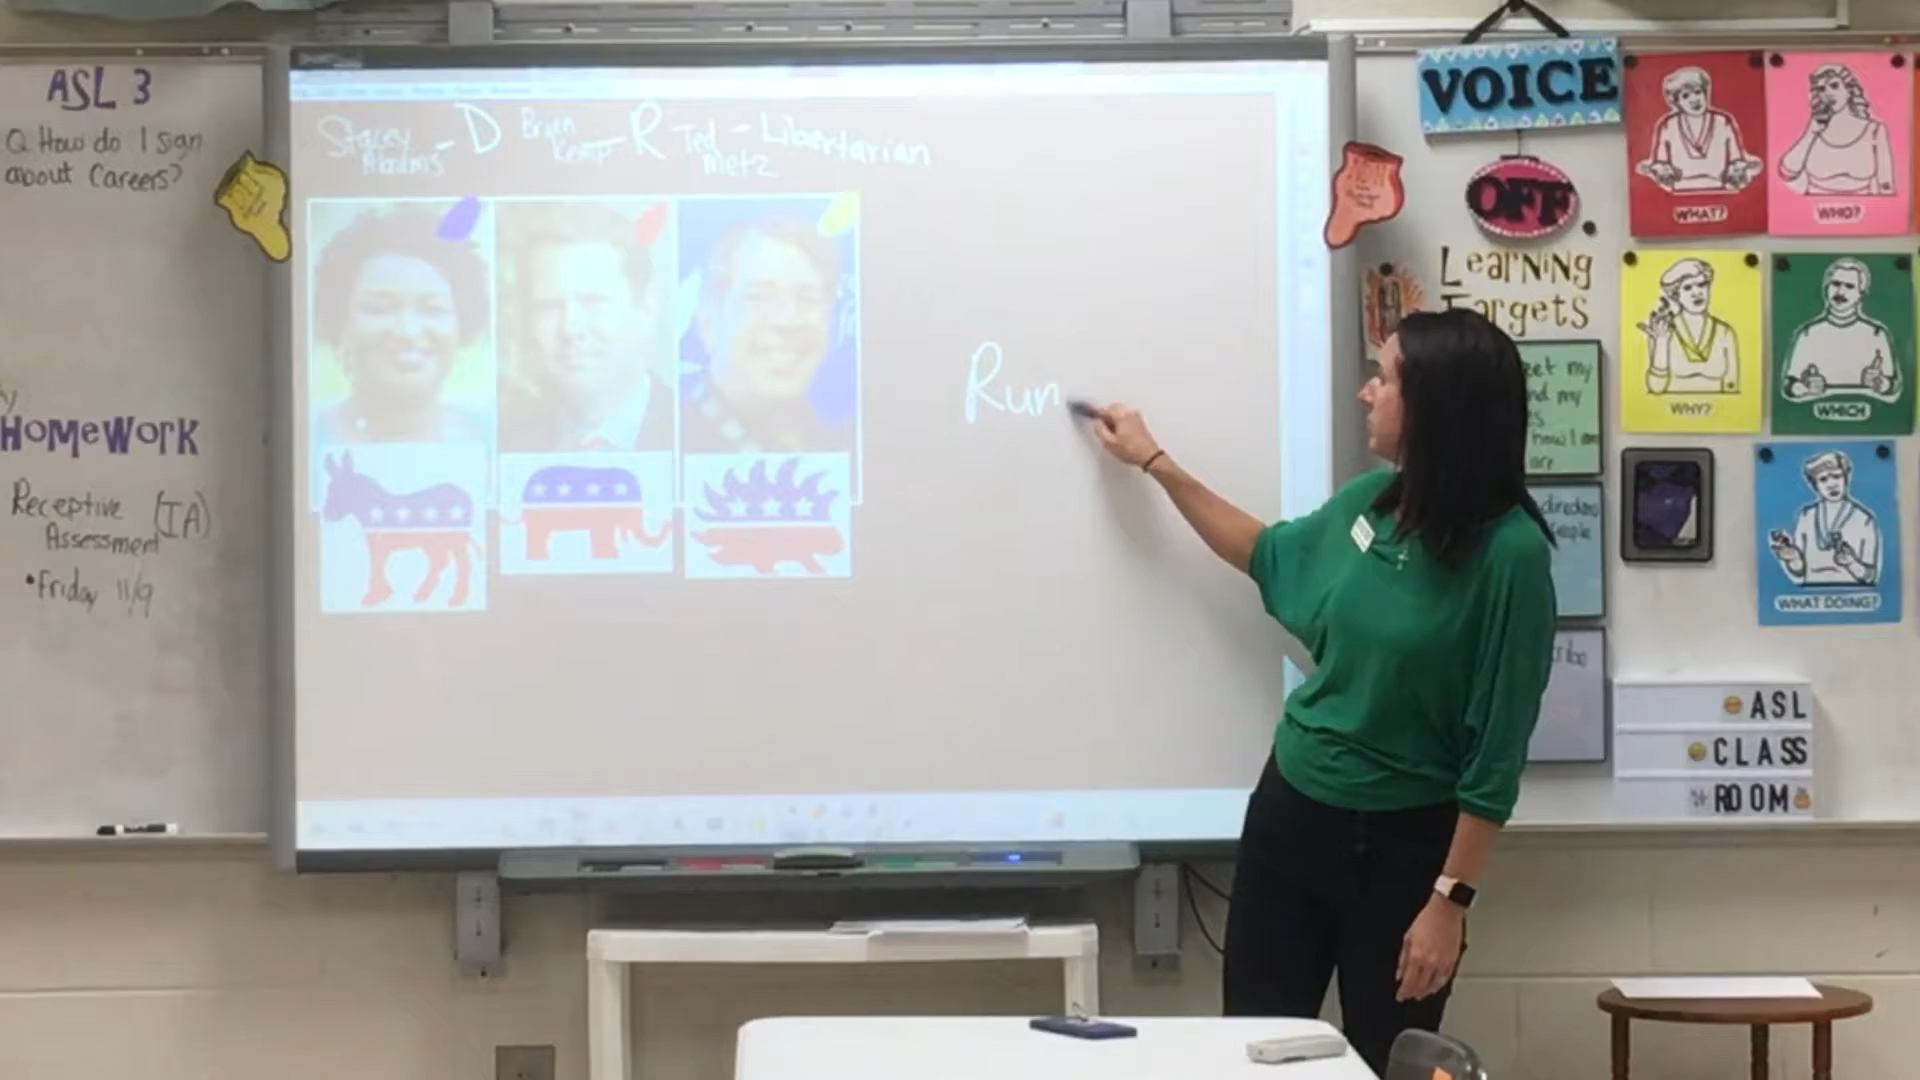 ASL 3
Q: How do I sign
about Careers?
Homework
Receptive (IA)
Assessment
•Friday 11/9
Stacey Abrams - D
Brian Kemp - R
Ted Metz - Libertarian
Run
VOICE
OFF
Learning
Targets
WHAT?
WHO?
WHY?
WHICH
WHAT DOING?
ASL
CLASS
ROOM